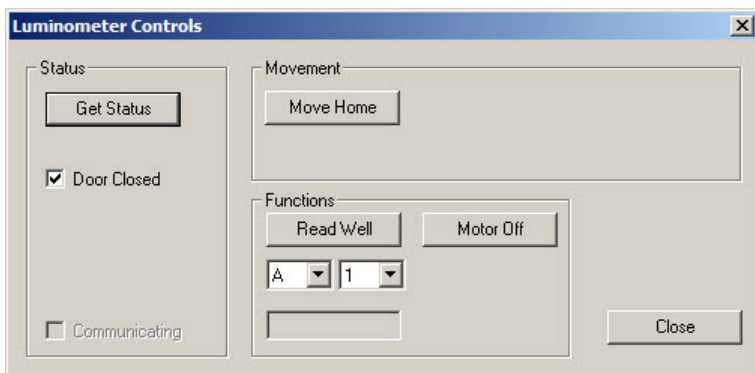 Luminometer Controls
Status
Get Status
Door Closed
Communicating
Movement
Move Home
Functions
Read Well
Motor Off
A
1
Close